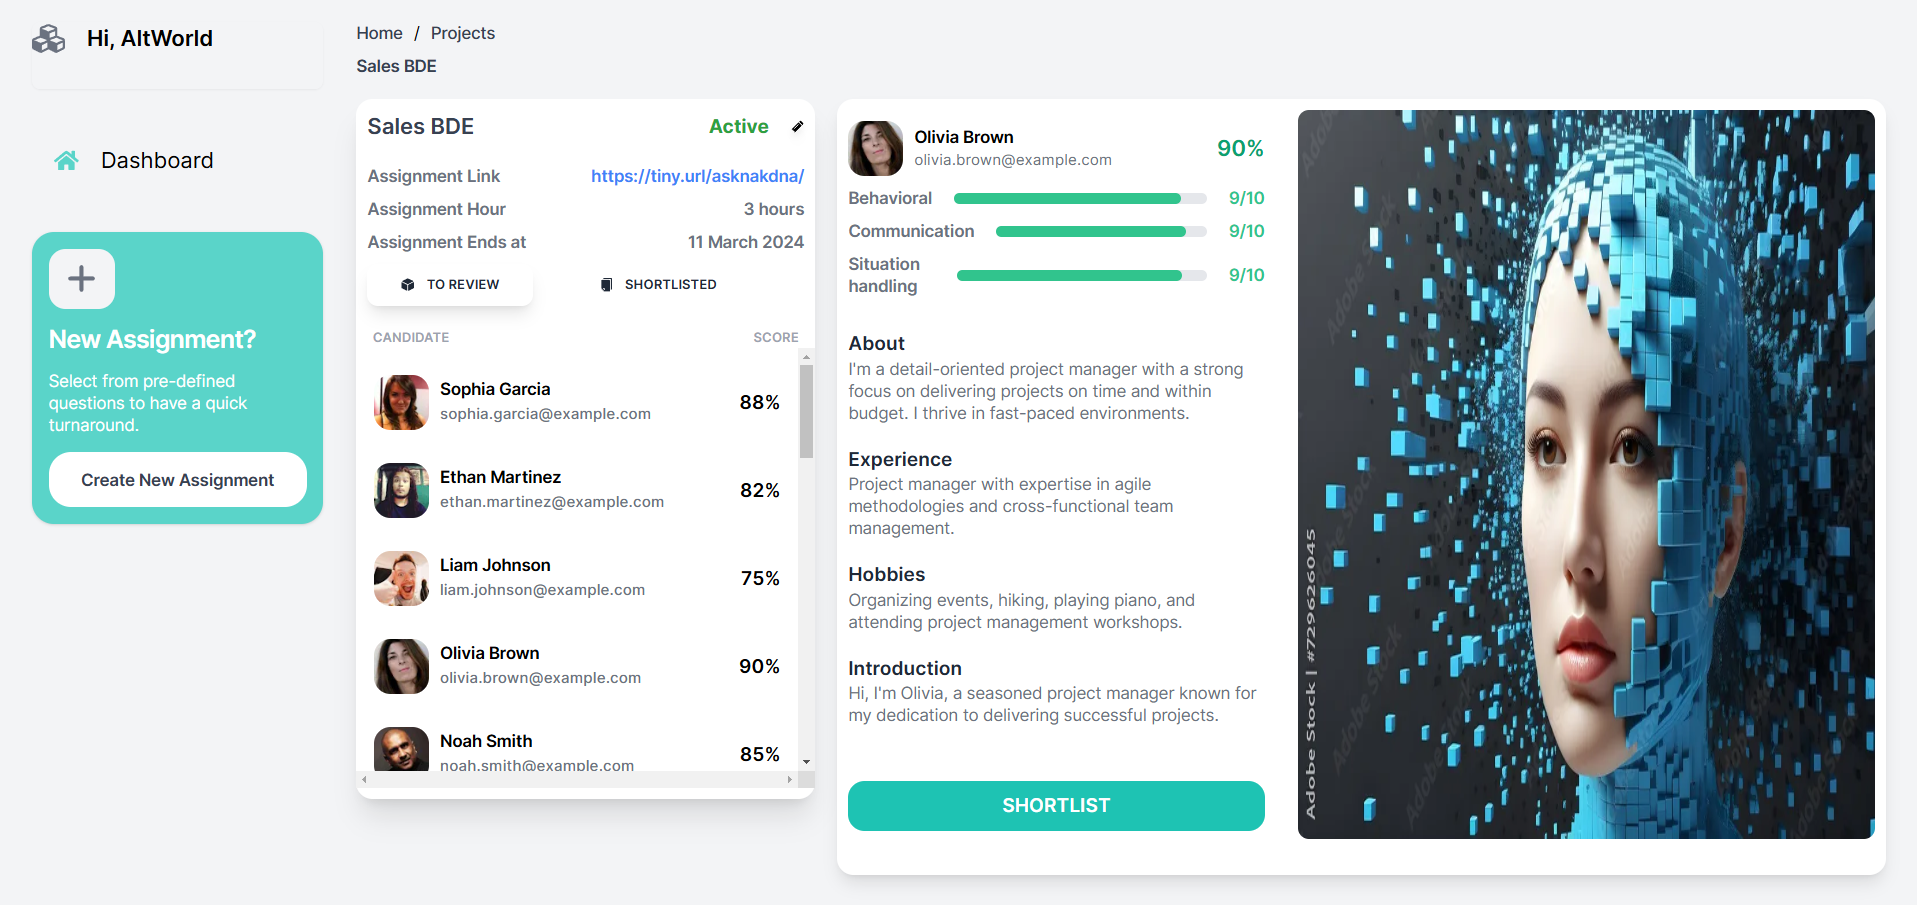 Hi, AltWorld
Dashboard
New Assignment?
Select from pre-defined
questions to have a quick
turnaround.
Create New Assignment
Home / Projects
Sales BDE
Sales BDE
Active
Assignment Link
https://tiny.url/asknakdna/
Assignment Hour
3 hours
Assignment Ends at
11 March 2024
TO REVIEW
SHORTLISTED
CANDIDATE
SCORE
Sophia Garcia
sophia.garcia@example.com
88%
Ethan Martinez
ethan.martinez@example.com
82%
Liam Johnson
liam.johnson@example.com
75%
Olivia Brown
olivia.brown@example.com
90%
Noah Smith
noah.smith@example.com
85%
Olivia Brown
olivia.brown@example.com
90%
Behavioral
9/10
Communication
9/10
Situation
handling
9/10
About
I'm a detail-oriented project manager with a strong
focus on delivering projects on time and within
budget. I thrive in fast-paced environments.
Experience
Project manager with expertise in agile
methodologies and cross-functional team
management.
Hobbies
Organizing events, hiking, playing piano, and
attending project management workshops.
Introduction
Hi, I'm Olivia, a seasoned project manager known for
my dedication to delivering successful projects.
SHORTLIST
Adobe Stock | #729626045